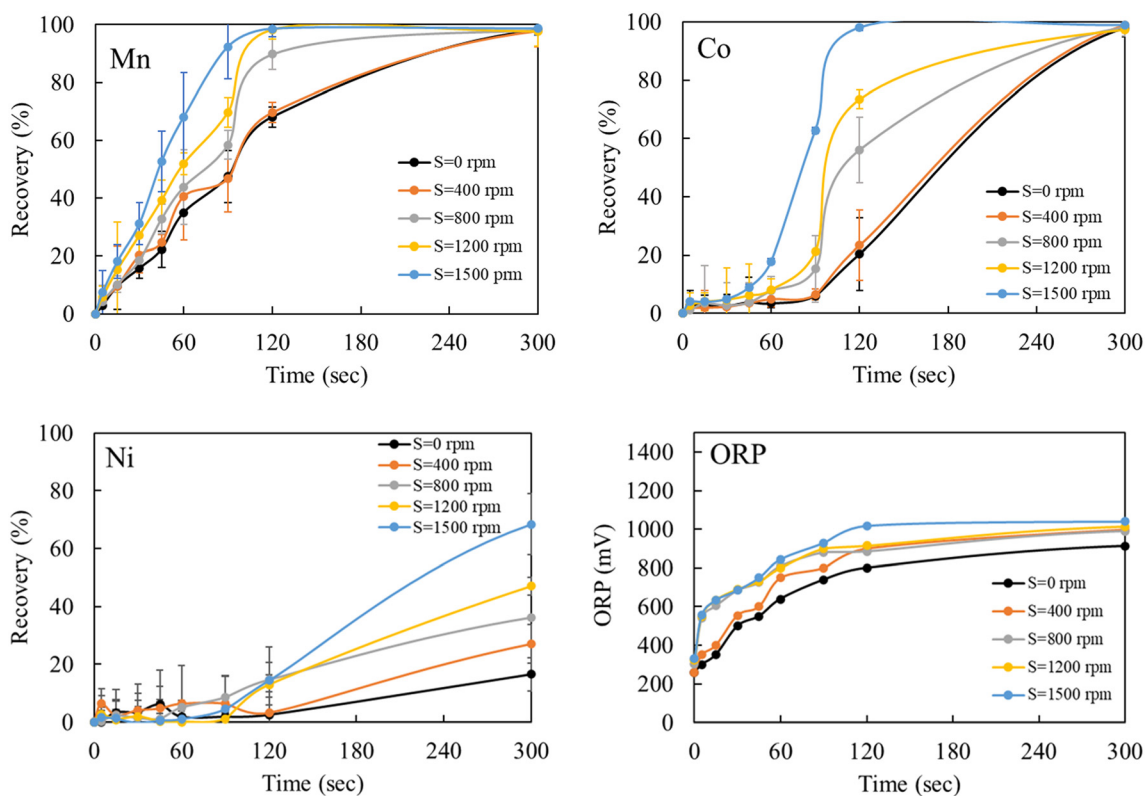 Mn
100
80
60
40
20
0
Recovery (%)
S=0 rpm
S=400 rpm
S=800 rpm
S=1200 rpm
S=1500 prm
0 60 120 180 240 300
Time (sec)
Co
100
80
60
40
20
0
Recovery (%)
S=0 rpm
S=400 rpm
S=800 rpm
S=1200 rpm
S=1500 rpm
0 60 120 180 240 300
Time (sec)
Ni
100
80
60
40
20
0
Recovery (%)
S=0 rpm
S=400 rpm
S=800 rpm
S=1200 rpm
S=1500 rpm
0 60 120 180 240 300
Time (sec)
ORP
1400
1200
1000
800
600
400
200
0
ORP (mV)
S=0 rpm
S=400 rpm
S=800 rpm
S=1200 rpm
S=1500 rpm
0 60 120 180 240 300
Time (sec)